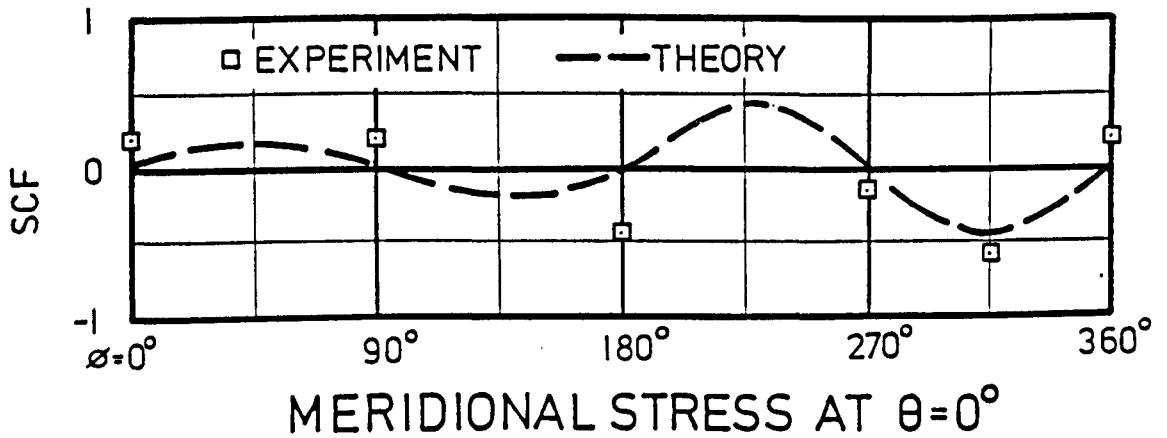 1
EXPERIMENT THEORY
0
SCF
-1
ø=0° 90° 180° 270° 360°
MERIDIONAL STRESS AT θ=0°